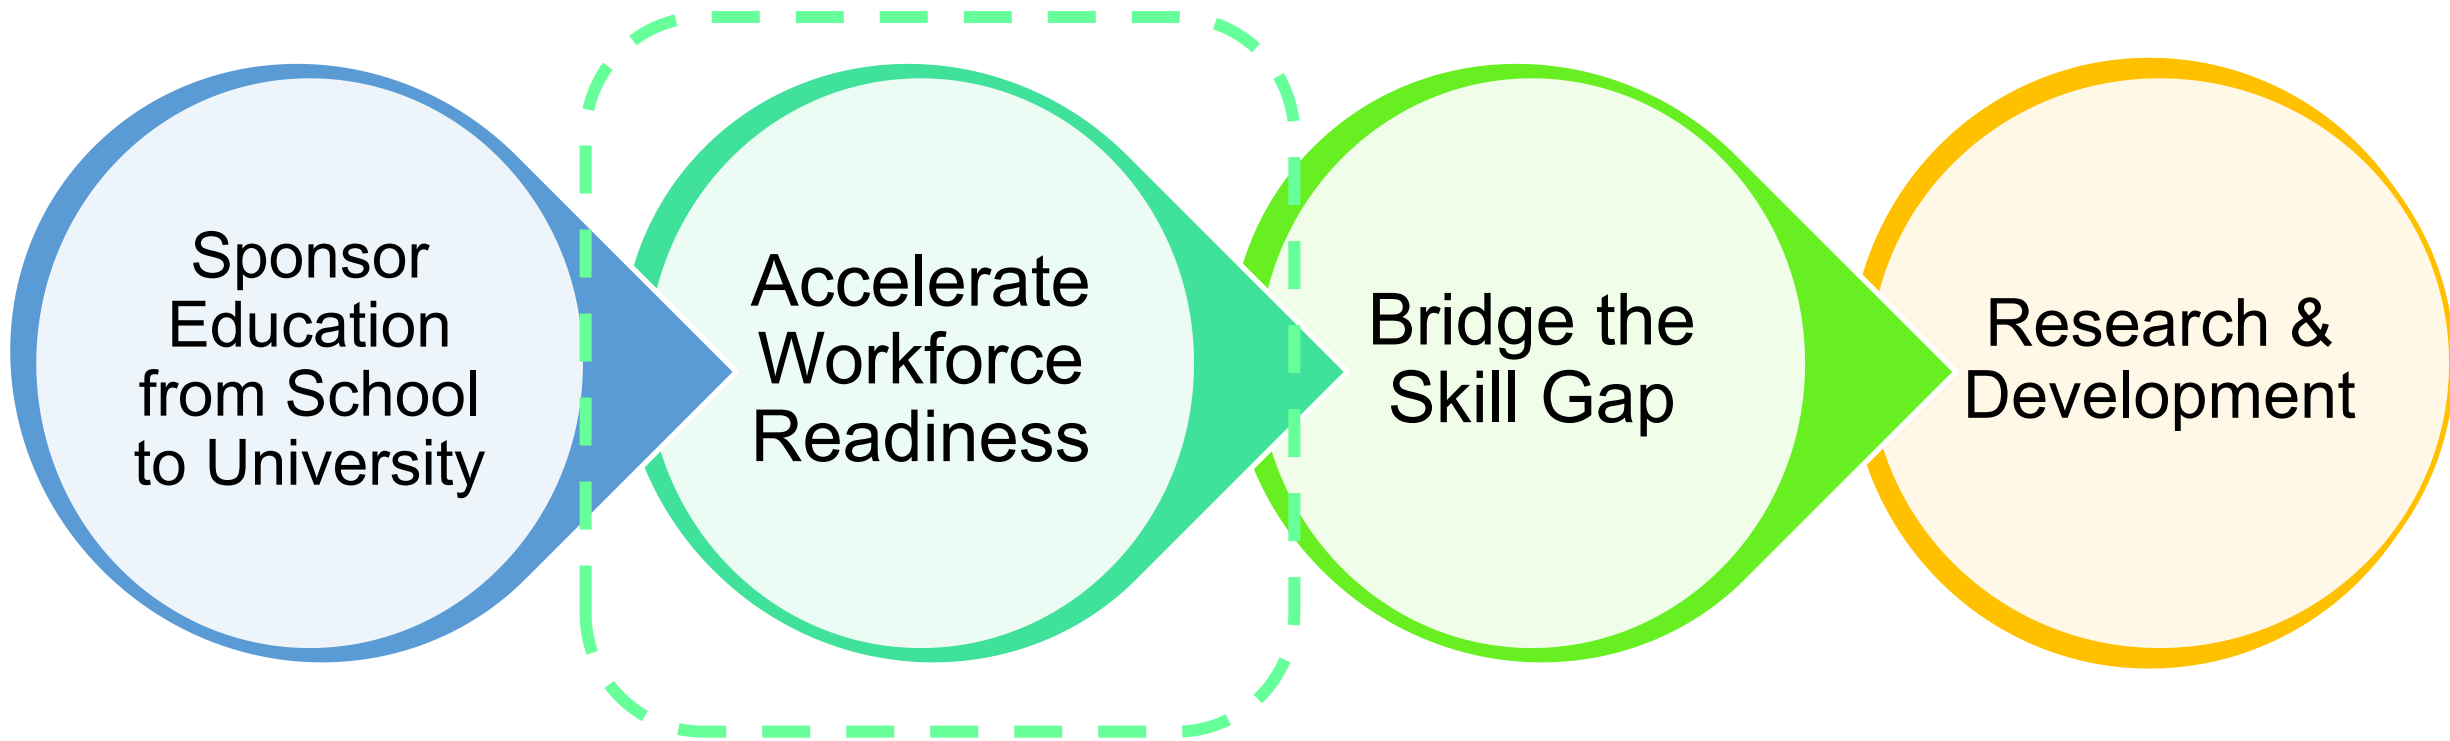 Sponsor
Education
from School
to University
Accelerate
Workforce
Readiness
Bridge the
Skill Gap
Research &
Development